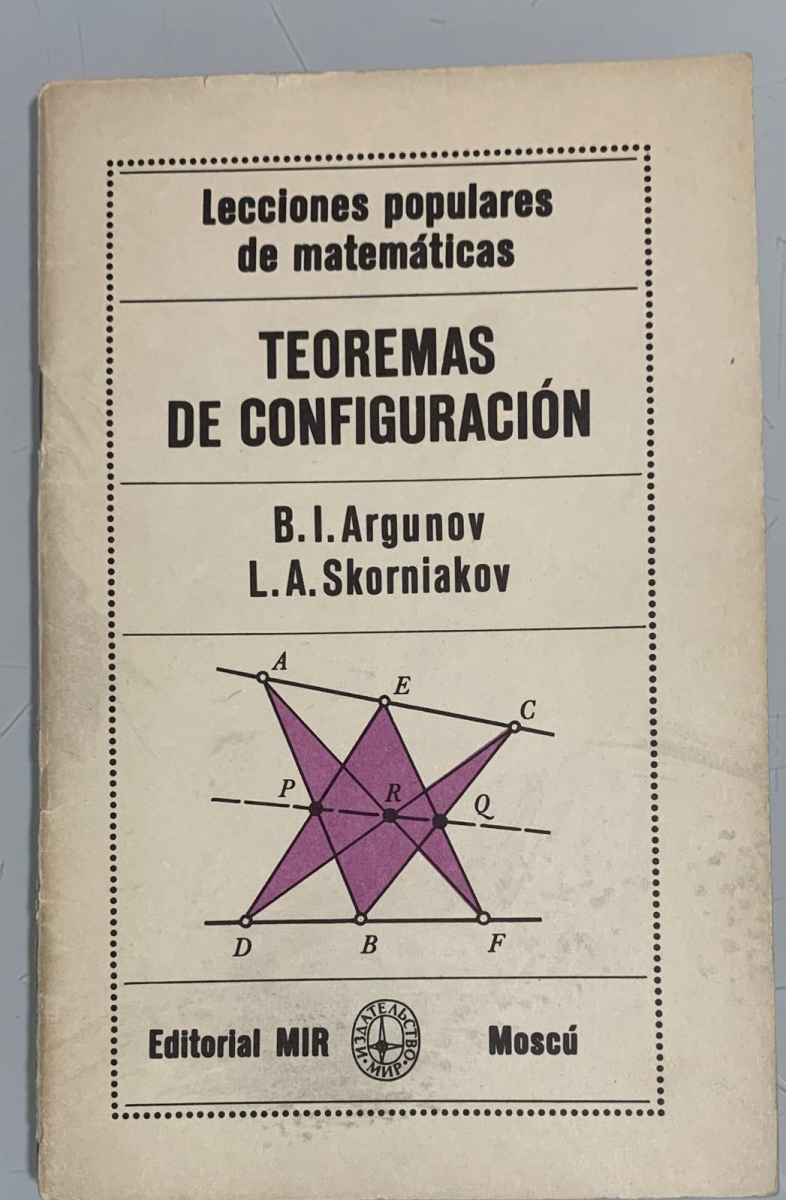 Lecciones populares
de matemáticas
TEOREMAS
DE CONFIGURACIÓN
B. I. Argunov
L. A. Skorniakov
A
E
C
P
R
Q
D
B
F
Editorial MIR
ИЗДАТЕЛЬСТВО
МИР
Moscú